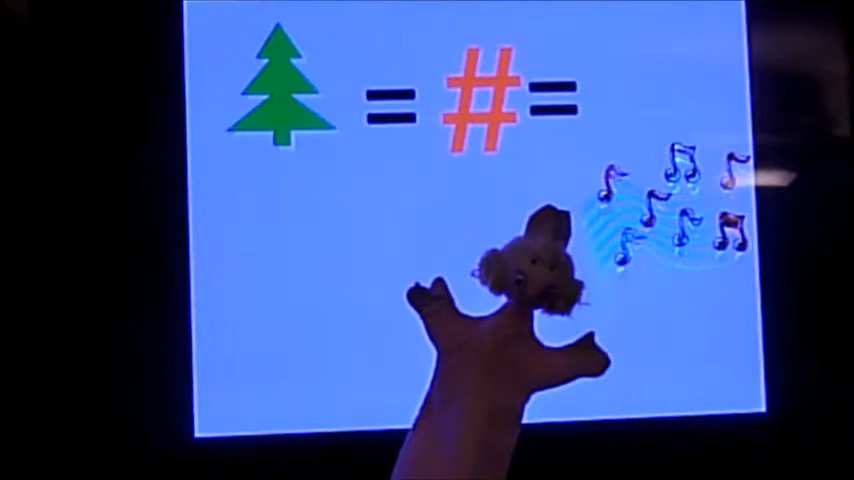 = # =